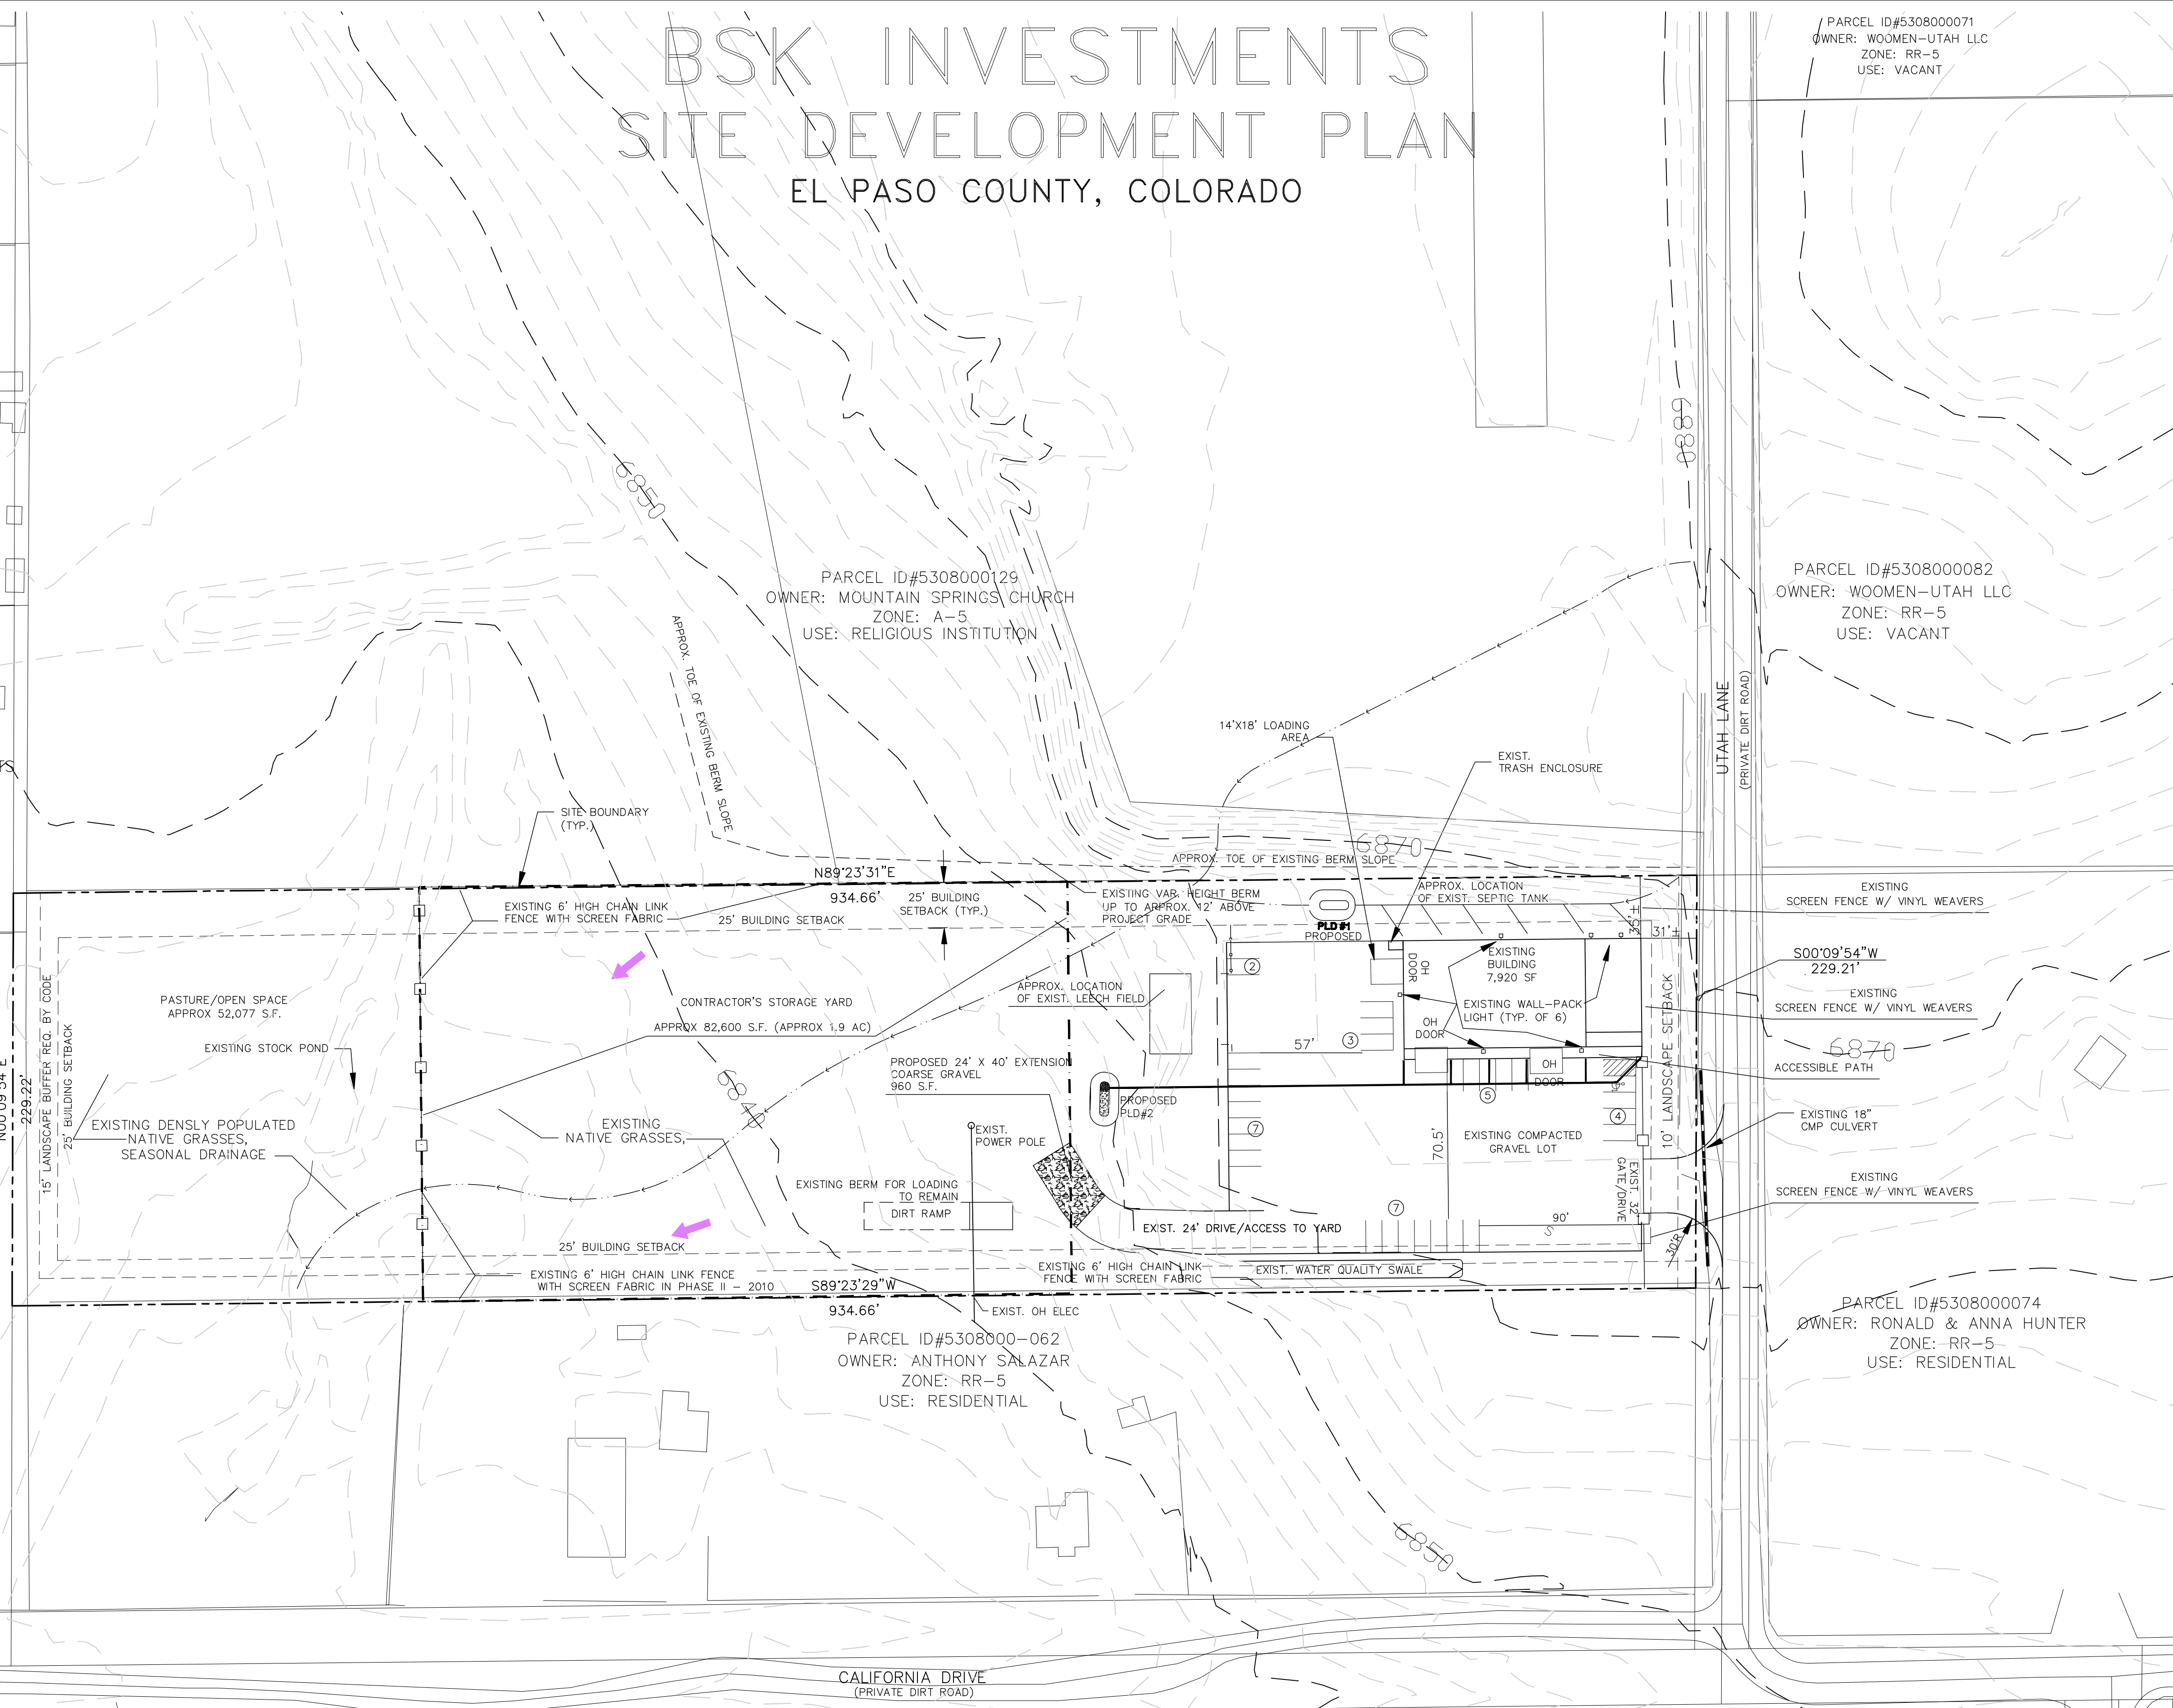 BSK INVESTMENTS
SITE DEVELOPMENT PLAN
EL PASO COUNTY, COLORADO
PARCEL ID#5308000071
OWNER: WOOMEN-UTAH LLC
ZONE: RR-5
USE: VACANT
6850
6880
PARCEL ID#5308000129
OWNER: MOUNTAIN SPRINGS CHURCH
ZONE: A-5
USE: RELIGIOUS INSTITUTION
PARCEL ID#5308000082
OWNER: WOOMEN-UTAH LLC
ZONE: RR-5
USE: VACANT
APPROX. TOE OF EXISTING BERM SLOPE
UTAH LANE
(PRIVATE DIRT ROAD)
14'X18' LOADING
AREA
EXIST.
TRASH ENCLOSURE
TS
SITE BOUNDARY
(TYP.)
6870
APPROX. TOE OF EXISTING BERM SLOPE
N89°23'31"E
934.66'
25' BUILDING
SETBACK (TYP.)
EXISTING 6' HIGH CHAIN LINK
FENCE WITH SCREEN FABRIC
25' BUILDING SETBACK
EXISTING VAR. HEIGHT BERM
UP TO APPROX. 12' ABOVE
PROJECT GRADE
APPROX. LOCATION
OF EXIST. SEPTIC TANK
PLD#1
PROPOSED
25'±
31'±
EXISTING
SCREEN FENCE W/ VINYL WEAVERS
S00°09'54"W
229.21'
EXISTING
SCREEN FENCE W/ VINYL WEAVERS
6870
ACCESSIBLE PATH
EXISTING 18"
CMP CULVERT
EXISTING
SCREEN FENCE W/ VINYL WEAVERS
N00°09'54"E
229.22'
15' LANDSCAPE BUFFER REQ. BY CODE
25' BUILDING SETBACK
PASTURE/OPEN SPACE
APPROX 52,077 S.F.
EXISTING STOCK POND
EXISTING DENSLY POPULATED
NATIVE GRASSES,
SEASONAL DRAINAGE
CONTRACTOR'S STORAGE YARD
APPROX 82,600 S.F. (APPROX 1.9 AC)
EXISTING
NATIVE GRASSES,
6840
APPROX. LOCATION
OF EXIST. LEECH FIELD
PROPOSED 24' X 40' EXTENSION
COARSE GRAVEL
960 S.F.
PROPOSED
PLD#2
EXIST.
POWER POLE
EXISTING BERM FOR LOADING
TO REMAIN
DIRT RAMP
2
OH
DOOR
EXISTING
BUILDING
7,920 SF
EXISTING WALL-PACK
LIGHT (TYP. OF 6)
OH
DOOR
57'
3
OH
DOOR
5
9'
4
7
70.5'
EXISTING COMPACTED
GRAVEL LOT
10' LANDSCAPE SETBACK
EXIST. 32'
GATE/DRIVE
7
90'
S
30'R
EXIST. 24' DRIVE/ACCESS TO YARD
25' BUILDING SETBACK
EXISTING 6' HIGH CHAIN LINK FENCE
WITH SCREEN FABRIC IN PHASE II - 2010
S89°23'29"W
934.66'
EXISTING 6' HIGH CHAIN LINK
FENCE WITH SCREEN FABRIC
EXIST. WATER QUALITY SWALE
EXIST. OH ELEC
PARCEL ID#5308000-062
OWNER: ANTHONY SALAZAR
ZONE: RR-5
USE: RESIDENTIAL
PARCEL ID#5308000074
OWNER: RONALD & ANNA HUNTER
ZONE: RR-5
USE: RESIDENTIAL
6850
CALIFORNIA DRIVE
(PRIVATE DIRT ROAD)